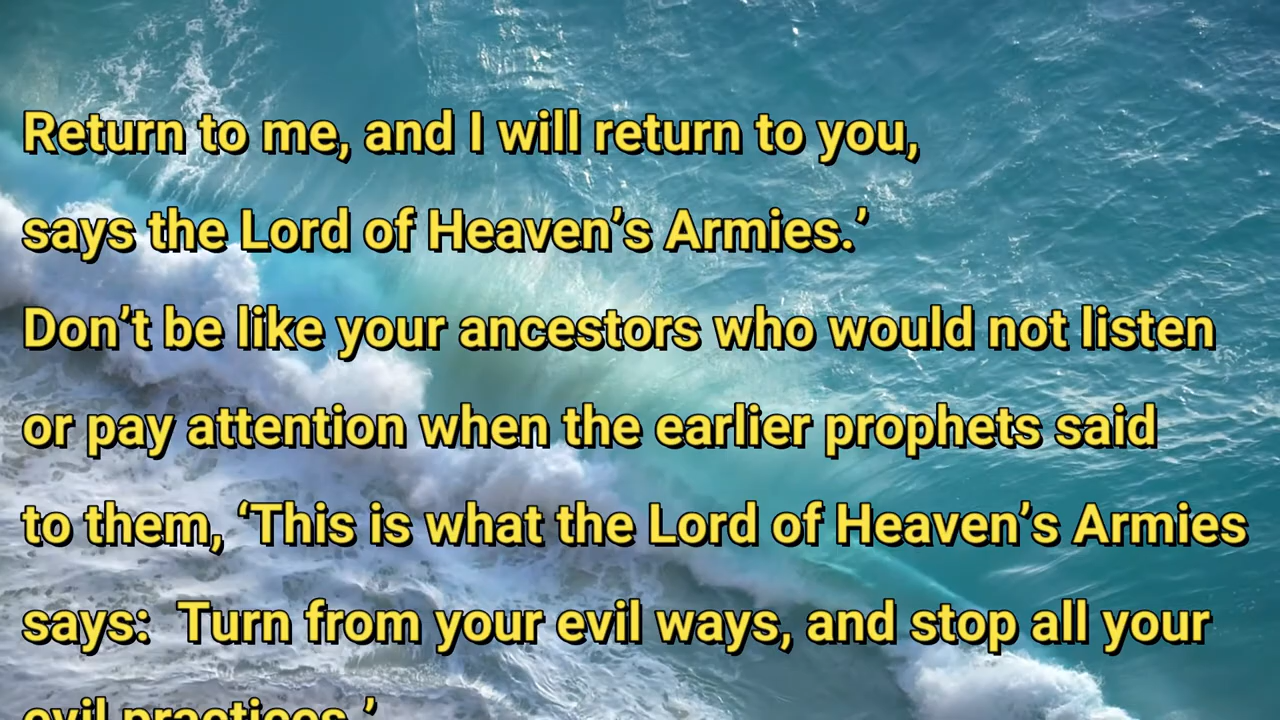 Return to me, and I will return to you,
says the Lord of Heaven’s Armies.’
Don’t be like your ancestors who would not listen
or pay attention when the earlier prophets said
to them, ‘This is what the Lord of Heaven’s Armies
says:  Turn from your evil ways, and stop all your
evil practices.’